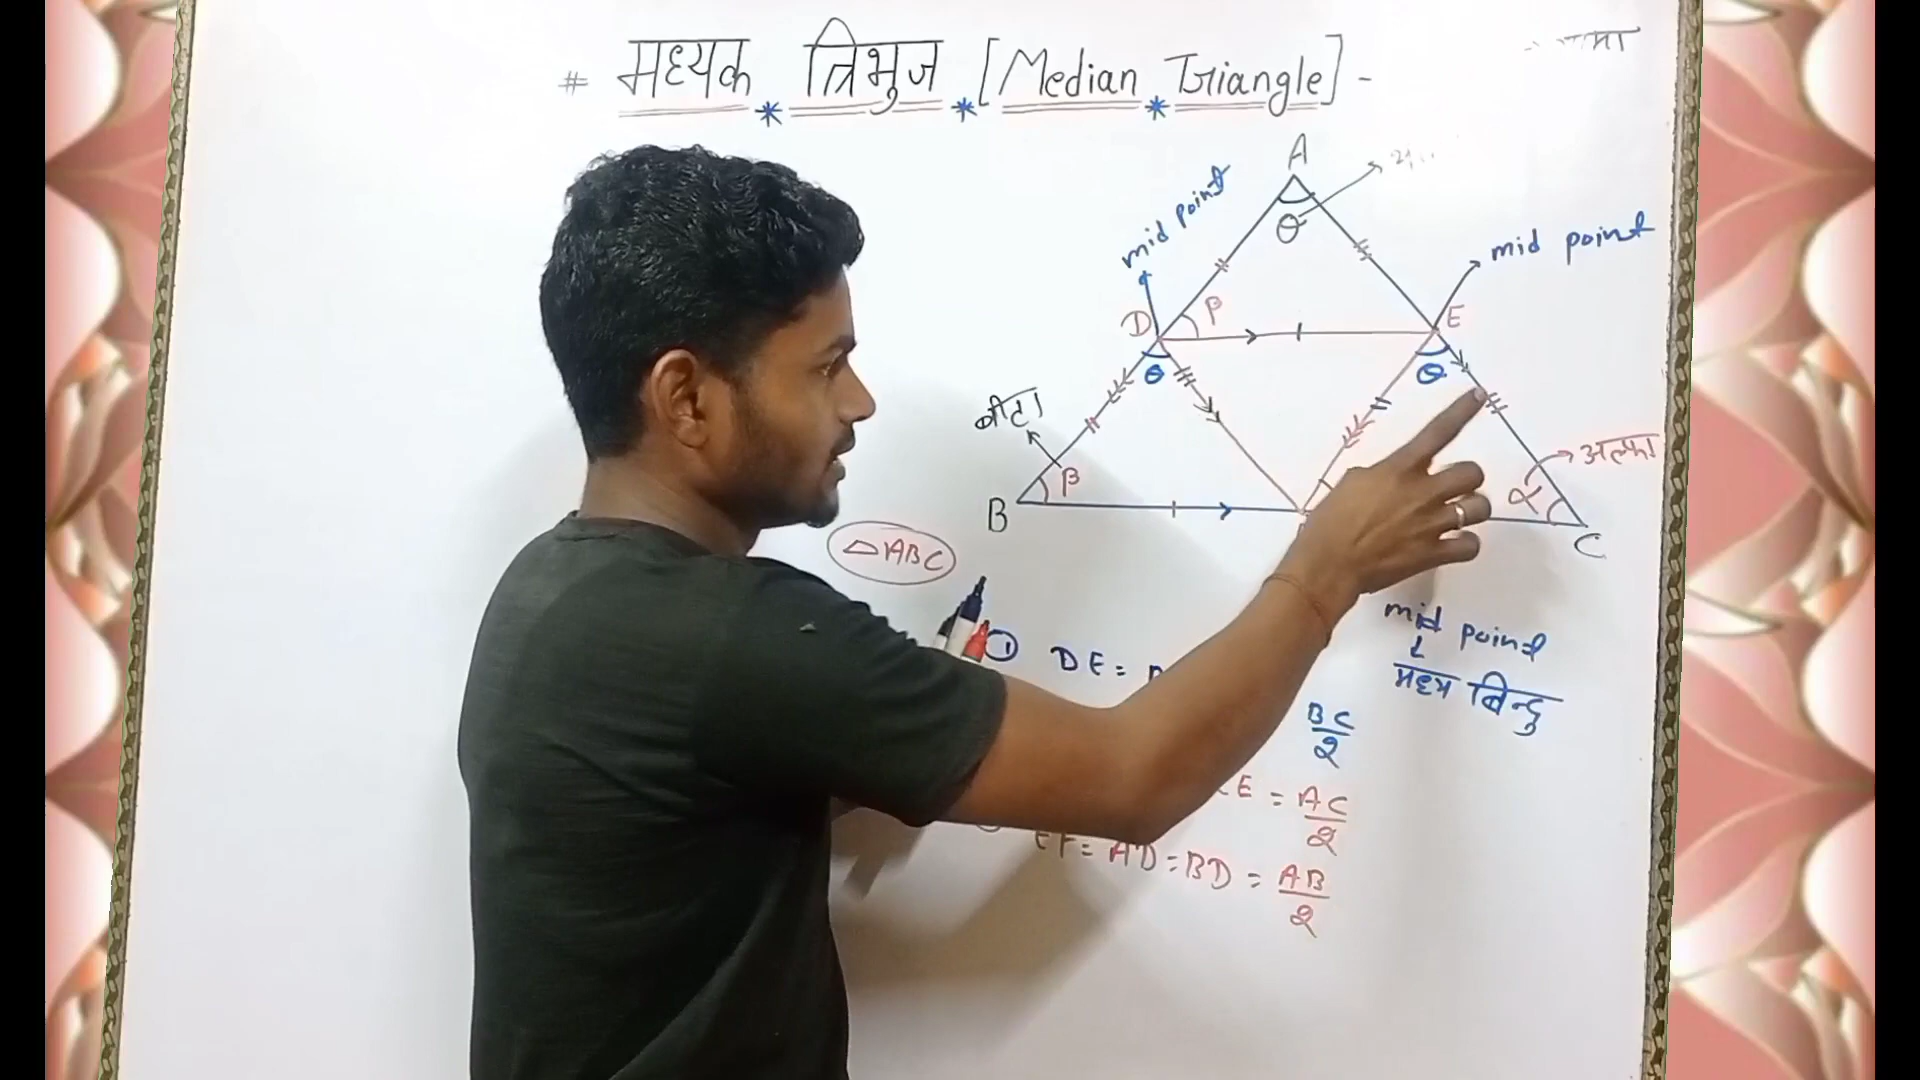 # मध्यक त्रिभुज [Median Triangle] -
A
θ
mid point
mid point
D
β
E
θ
θ
बीटा
β
B
α
अल्फा
C
△ABC
mid point
मध्य बिन्दु
① DE =
BC/2
E = AC/2
EF = AD = BD = AB/2